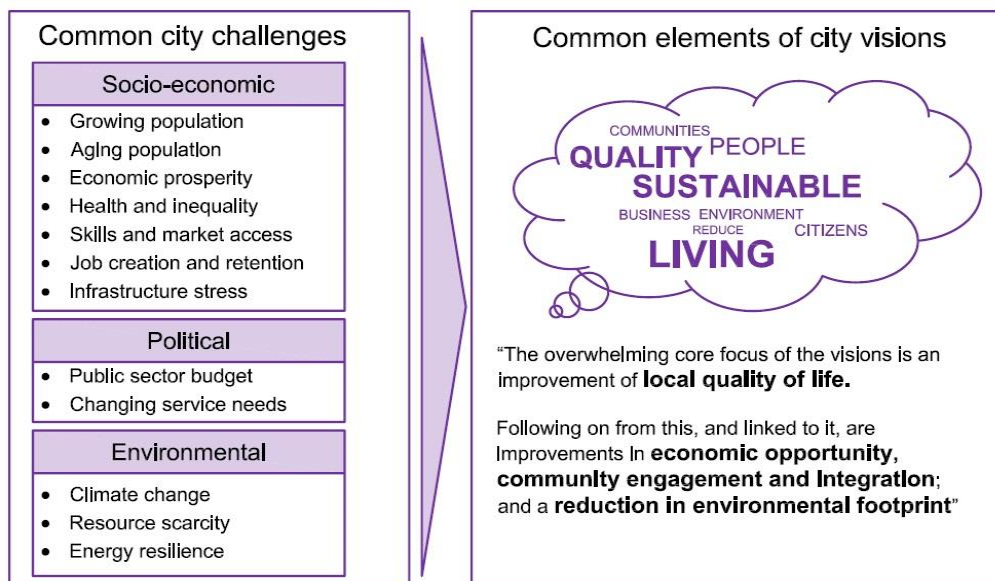 Common city challenges
Socio-economic
• Growing population
• Aging population
• Economic prosperity
• Health and inequality
• Skills and market access
• Job creation and retention
• Infrastructure stress
Political
• Public sector budget
• Changing service needs
Environmental
• Climate change
• Resource scarcity
• Energy resilience
Common elements of city visions
COMMUNITIES
QUALITY PEOPLE
SUSTAINABLE
BUSINESS ENVIRONMENT
REDUCE CITIZENS
LIVING
“The overwhelming core focus of the visions is an
improvement of local quality of life.
Following on from this, and linked to it, are
Improvements In economic opportunity,
community engagement and Integration;
and a reduction in environmental footprint”